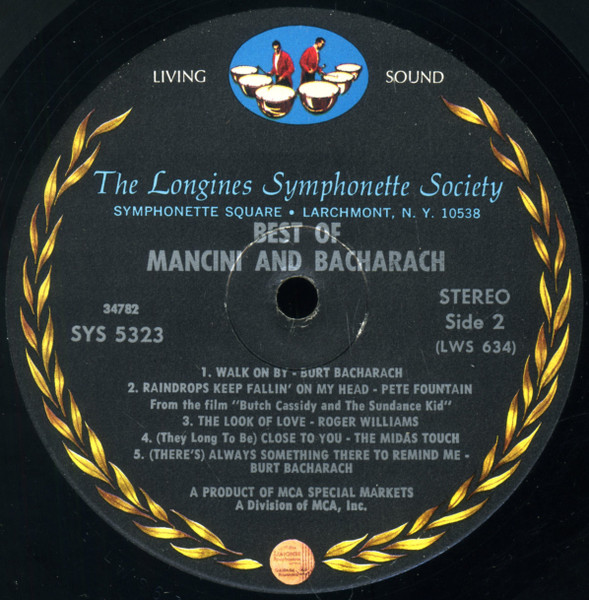 LIVING SOUND
The Longines Symphonette Society
SYMPHONETTE SQUARE • LARCHMONT, N. Y. 10538
BEST OF
MANCINI AND BACHARACH
34782
SYS 5323
STEREO
Side 2
(LWS 634)
1. WALK ON BY - BURT BACHARACH
2. RAINDROPS KEEP FALLIN' ON MY HEAD - PETE FOUNTAIN
From the film "Butch Cassidy and The Sundance Kid"
3. THE LOOK OF LOVE - ROGER WILLIAMS
4. (They Long To Be) CLOSE TO YOU - THE MIDAS TOUCH
5. (THERE'S) ALWAYS SOMETHING THERE TO REMIND ME -
BURT BACHARACH
A PRODUCT OF MCA SPECIAL MARKETS
A Division of MCA, Inc.
LONGINES